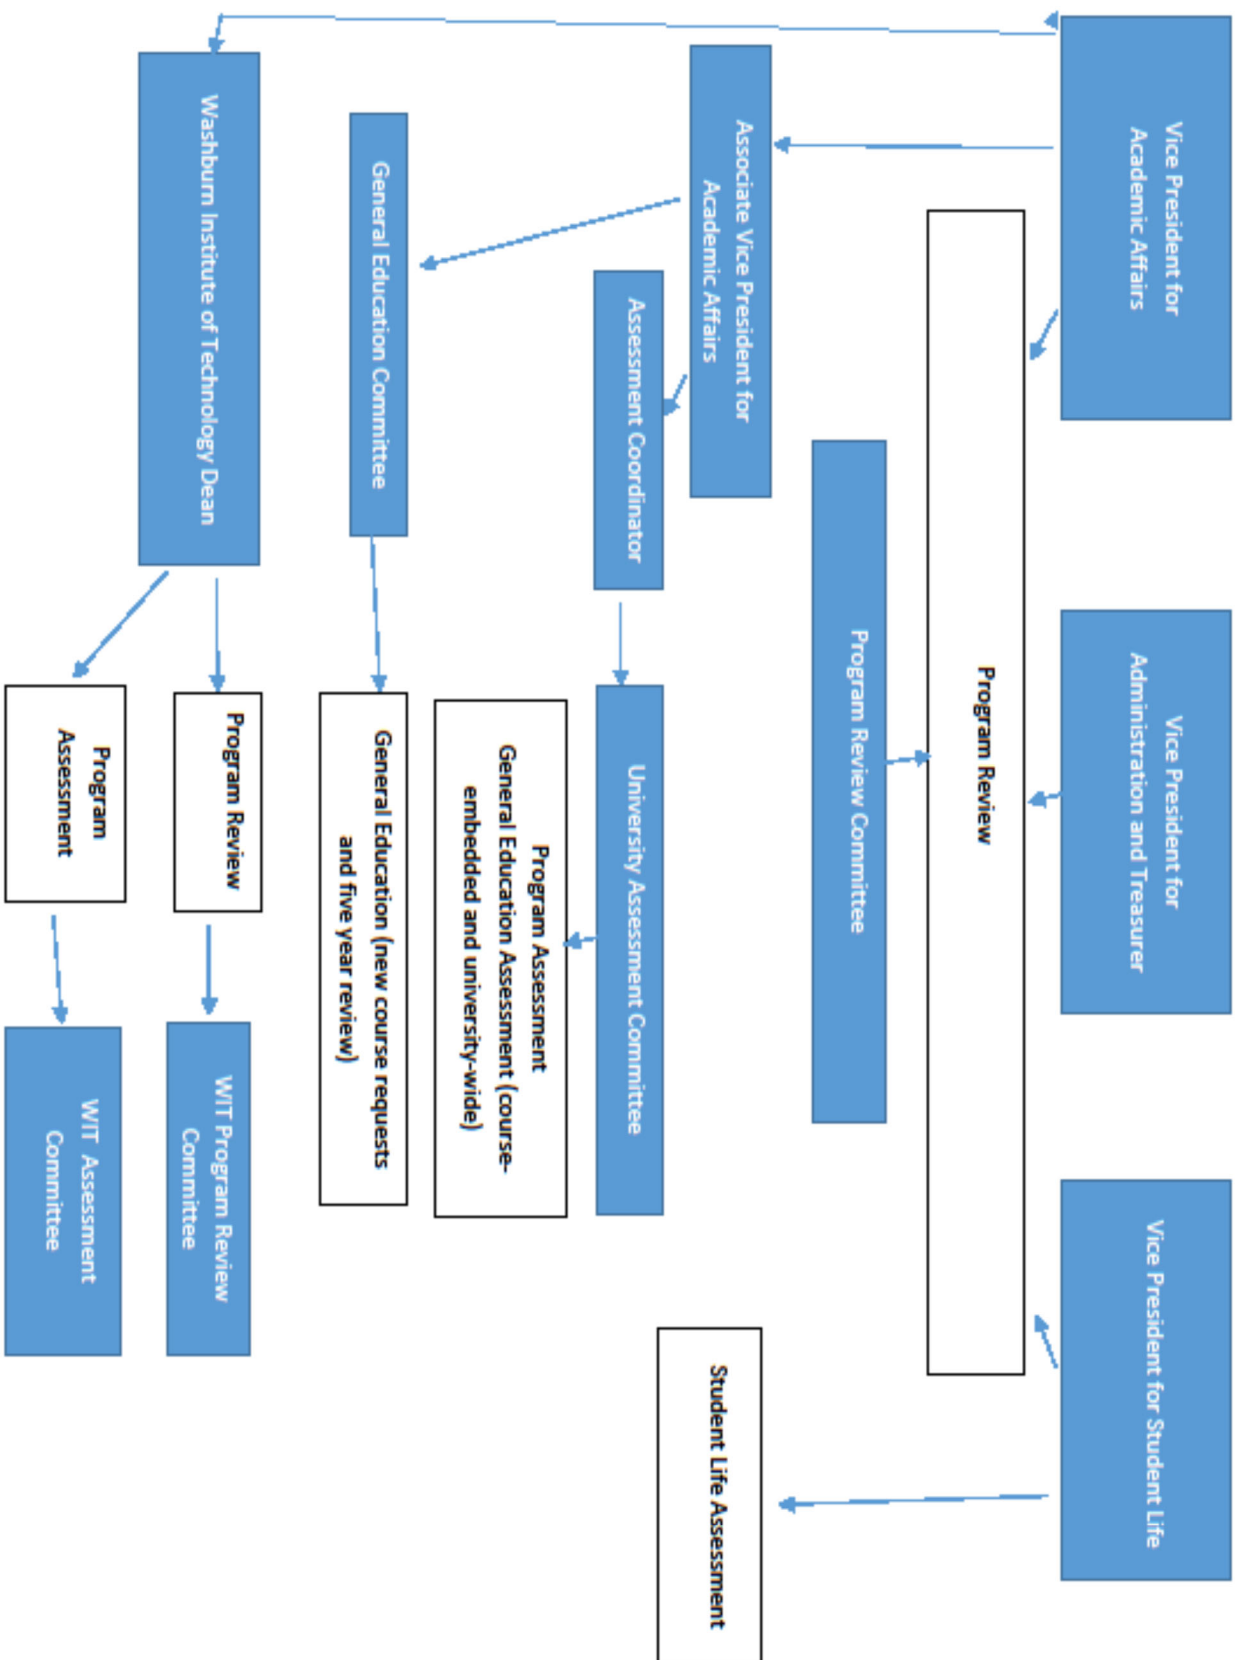 Vice President for
Academic Affairs
Vice President for
Administration and Treasurer
Vice President for Student Life
Program Review
Program Review Committee
Associate Vice President for
Academic Affairs
Student Life Assessment
Assessment Coordinator
University Assessment Committee
Program Assessment
General Education Assessment (course-
embedded and university-wide)
General Education Committee
General Education (new course requests
and five year review)
Washburn Institute of Technology Dean
Program Review
WIT Program Review
Committee
Program
Assessment
WIT Assessment
Committee